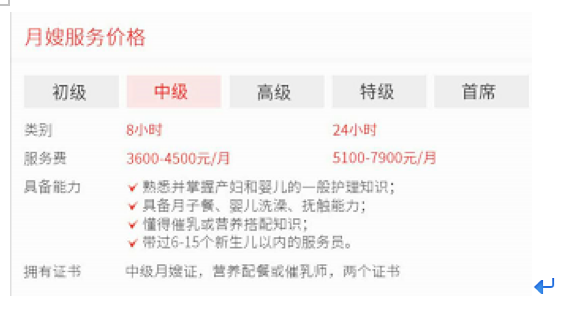 月嫂服务价格
初级 中级 高级 特级 首席
类别 8小时 24小时
服务费 3600-4500元/月 5100-7900元/月
具备能力 熟悉并掌握产妇和婴儿的一般护理知识；
具备月子餐、婴儿洗澡、抚触能力；
懂得催乳或营养搭配知识；
带过6-15个新生儿以内的服务员。
拥有证书 中级月嫂证，营养配餐或催乳师，两个证书